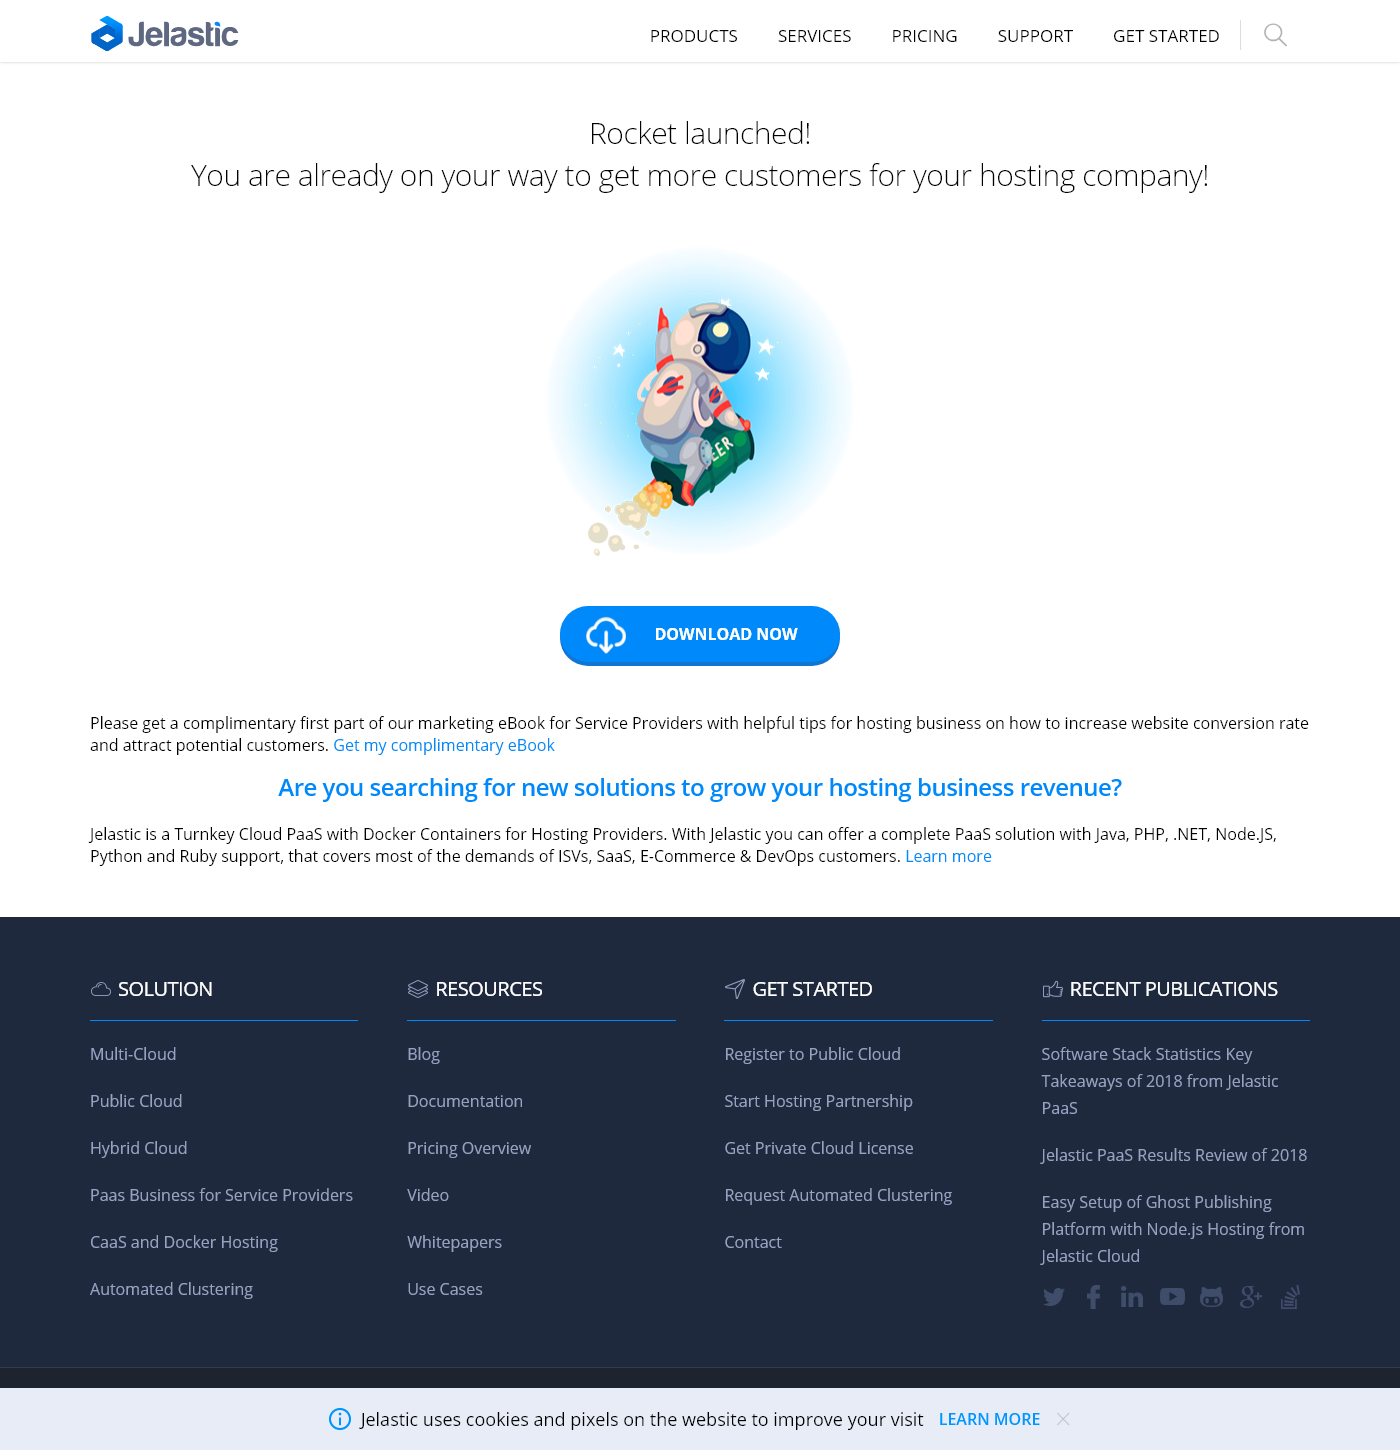 Jelastic
PRODUCTS
SERVICES
PRICING
SUPPORT
GET STARTED
Rocket launched!
You are already on your way to get more customers for your hosting company!
EER
DOWNLOAD NOW
Please get a complimentary first part of our marketing eBook for Service Providers with helpful tips for hosting business on how to increase website conversion rate
and attract potential customers. Get my complimentary eBook
Are you searching for new solutions to grow your hosting business revenue?
Jelastic is a Turnkey Cloud PaaS with Docker Containers for Hosting Providers. With Jelastic you can offer a complete PaaS solution with Java, PHP, .NET, Node.JS,
Python and Ruby support, that covers most of the demands of ISVs, SaaS, E-Commerce & DevOps customers. Learn more
SOLUTION
Multi-Cloud
Public Cloud
Hybrid Cloud
Paas Business for Service Providers
CaaS and Docker Hosting
Automated Clustering
RESOURCES
Blog
Documentation
Pricing Overview
Video
Whitepapers
Use Cases
GET STARTED
Register to Public Cloud
Start Hosting Partnership
Get Private Cloud License
Request Automated Clustering
Contact
RECENT PUBLICATIONS
Software Stack Statistics Key
Takeaways of 2018 from Jelastic
PaaS
Jelastic PaaS Results Review of 2018
Easy Setup of Ghost Publishing
Platform with Node.js Hosting from
Jelastic Cloud
Jelastic uses cookies and pixels on the website to improve your visit LEARN MORE